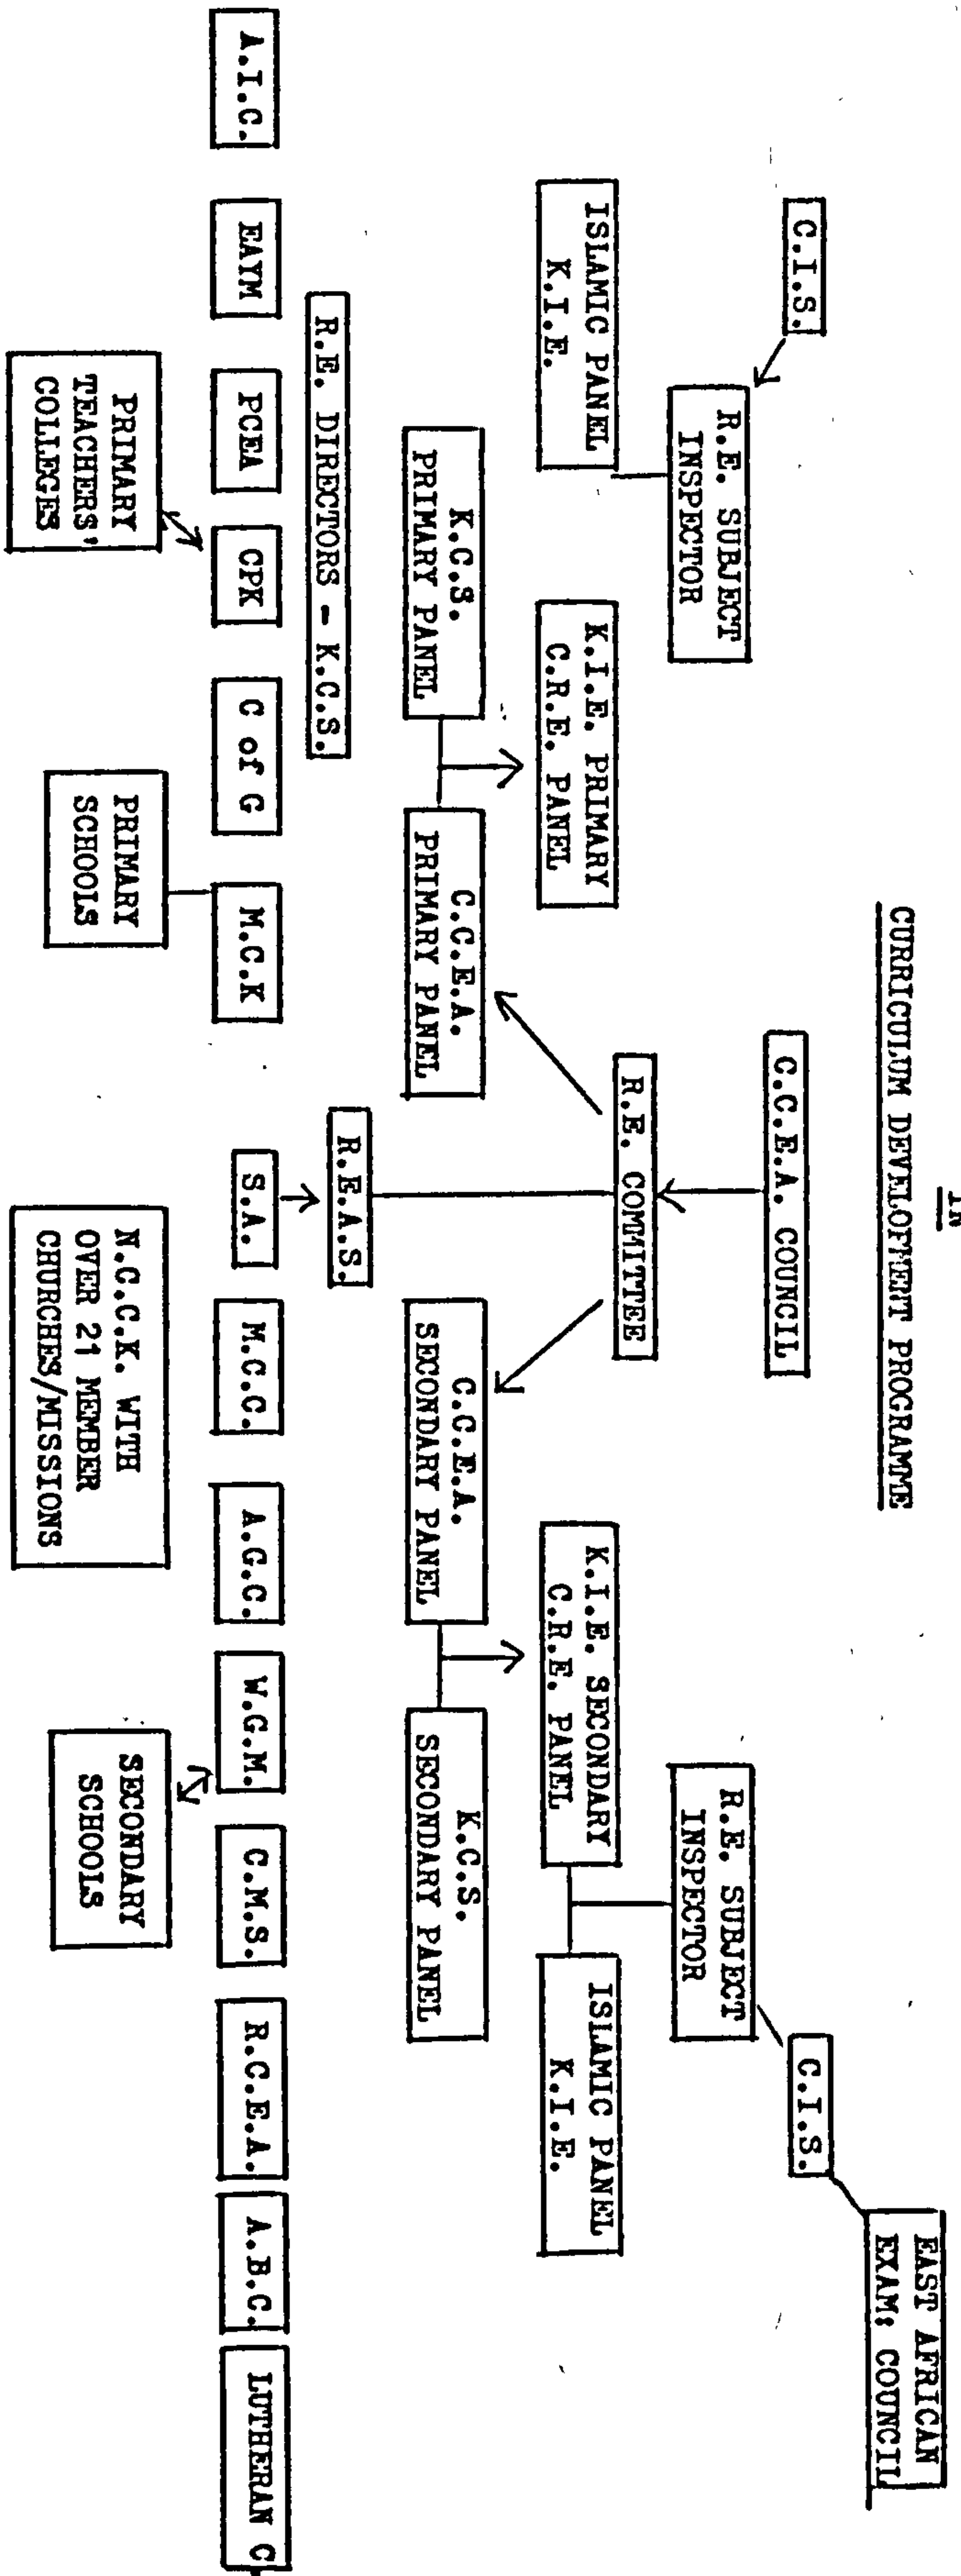 IN
CURRICULUM DEVELOPMENT PROGRAMME
EAST AFRICAN
EXAM; COUNCIL
C.I.S.
C.C.E.A. COUNCIL
C.I.S.
R.E. SUBJECT
INSPECTOR
R.E. COMMITTEE
R.E. SUBJECT
INSPECTOR
ISLAMIC PANEL
K.I.E.
K.I.E. PRIMARY
C.R.E. PANEL
K.I.E. SECONDARY
C.R.E. PANEL
ISLAMIC PANEL
K.I.E.
K.C.S.
PRIMARY PANEL
C.C.E.A.
PRIMARY PANEL
C.C.E.A.
SECONDARY PANEL
K.C.S.
SECONDARY PANEL
R.E. DIRECTORS - K.C.S.
R.E.A.S.
A.I.C.
EAYM
PCEA
CPK
C of G
M.C.K
S.A.
M.C.C.
A.G.C.
W.G.M.
C.M.S.
R.C.E.A.
A.B.C.
LUTHERAN C
PRIMARY
TEACHERS'
COLLEGES
PRIMARY
SCHOOLS
N.C.C.K. WITH
OVER 21 MEMBER
CHURCHES/MISSIONS
SECONDARY
SCHOOLS